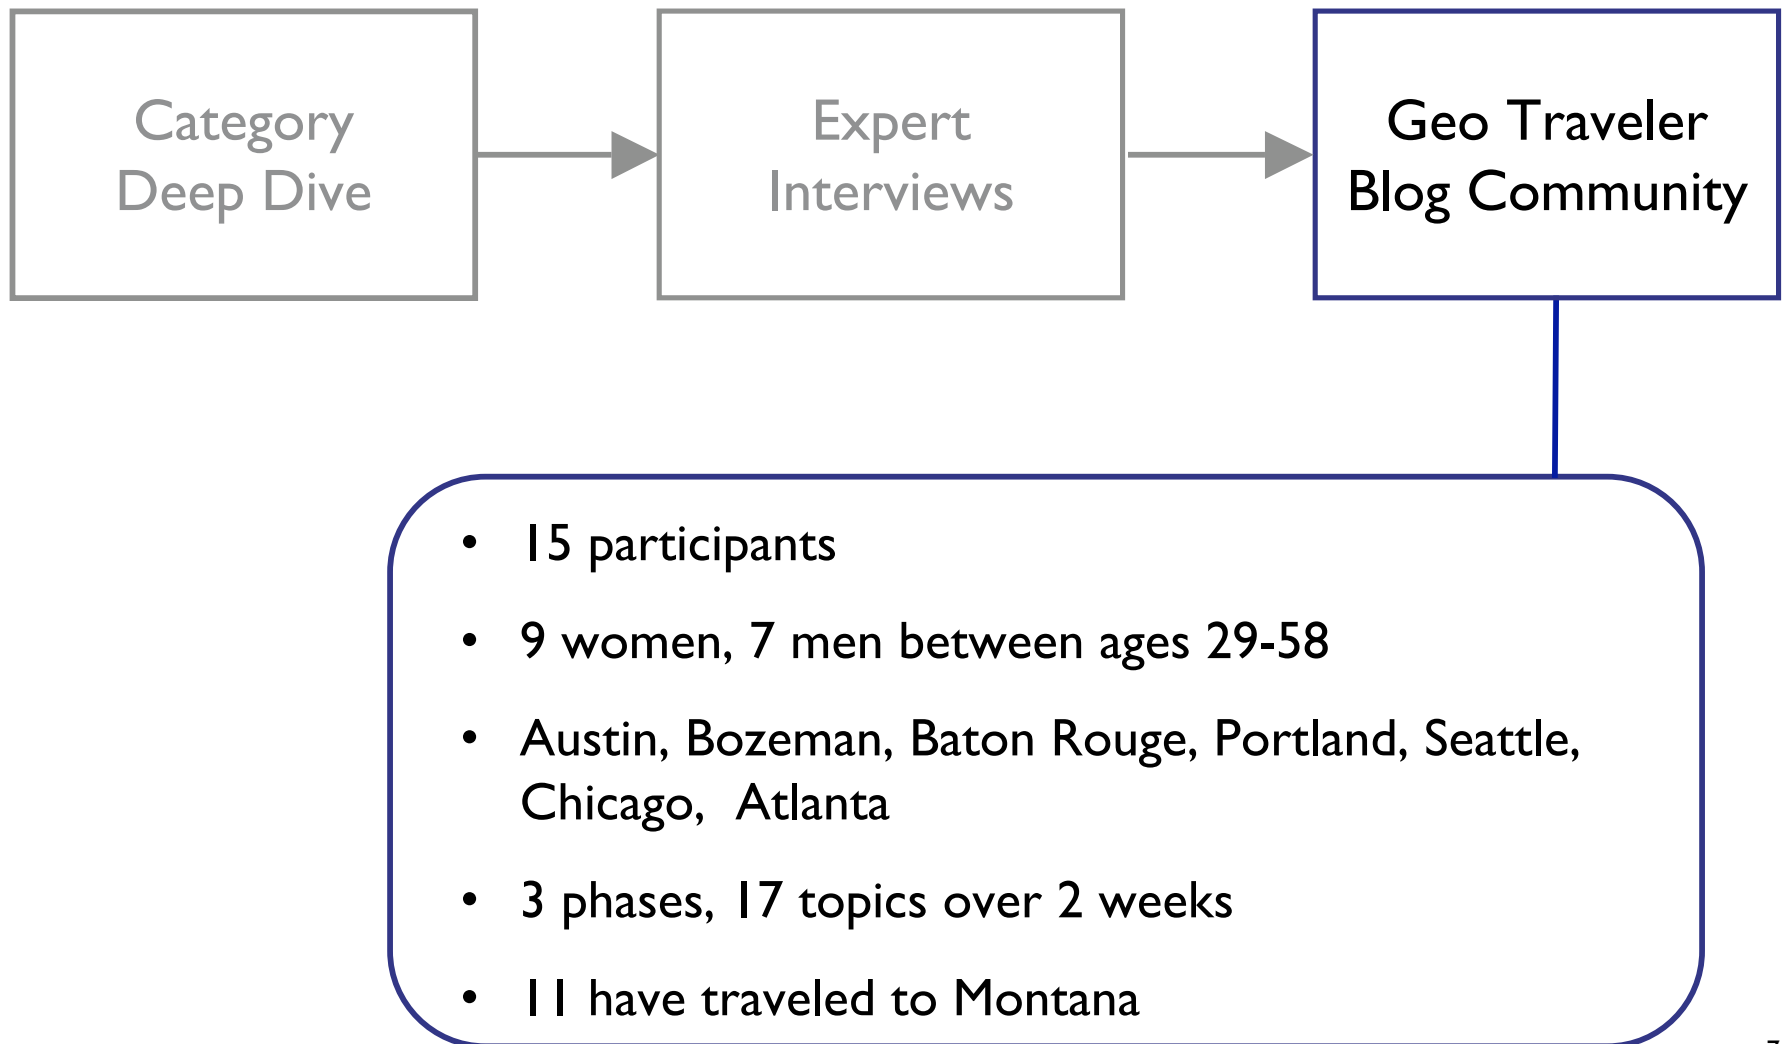 Category
Deep Dive
Expert
Interviews
Geo Traveler
Blog Community
• 15 participants
• 9 women, 7 men between ages 29-58
• Austin, Bozeman, Baton Rouge, Portland, Seattle,
Chicago,  Atlanta
• 3 phases, 17 topics over 2 weeks
• 11 have traveled to Montana